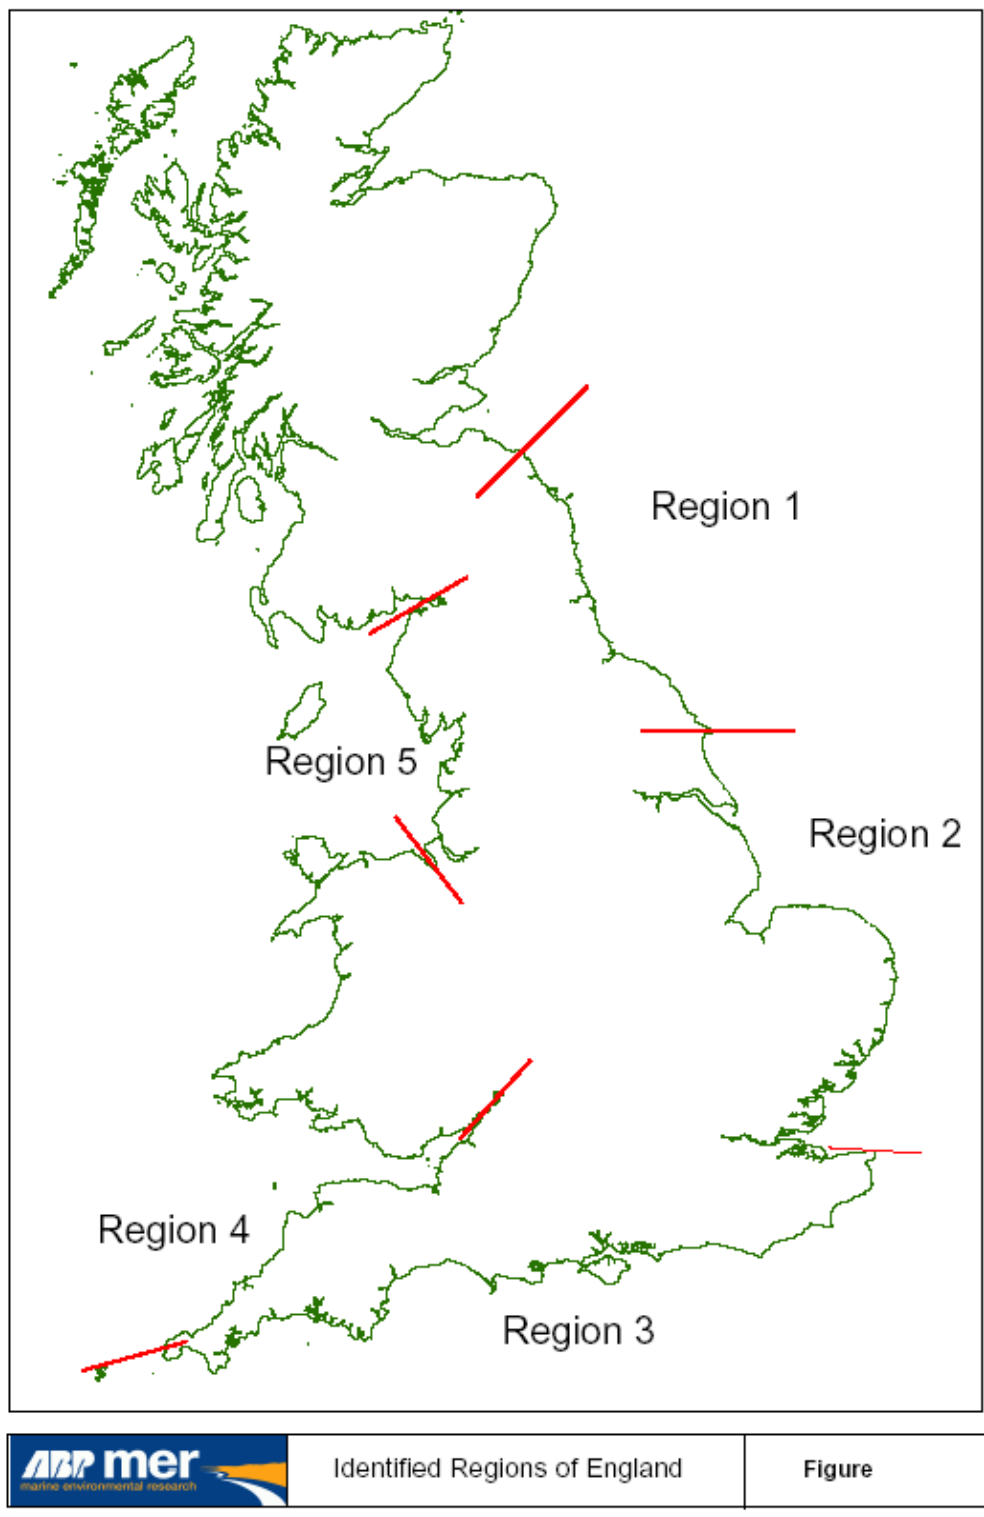 Region 1
Region 5
Region 2
Region 4
Region 3
ABP mer
marine environmental research
Identified Regions of England
Figure